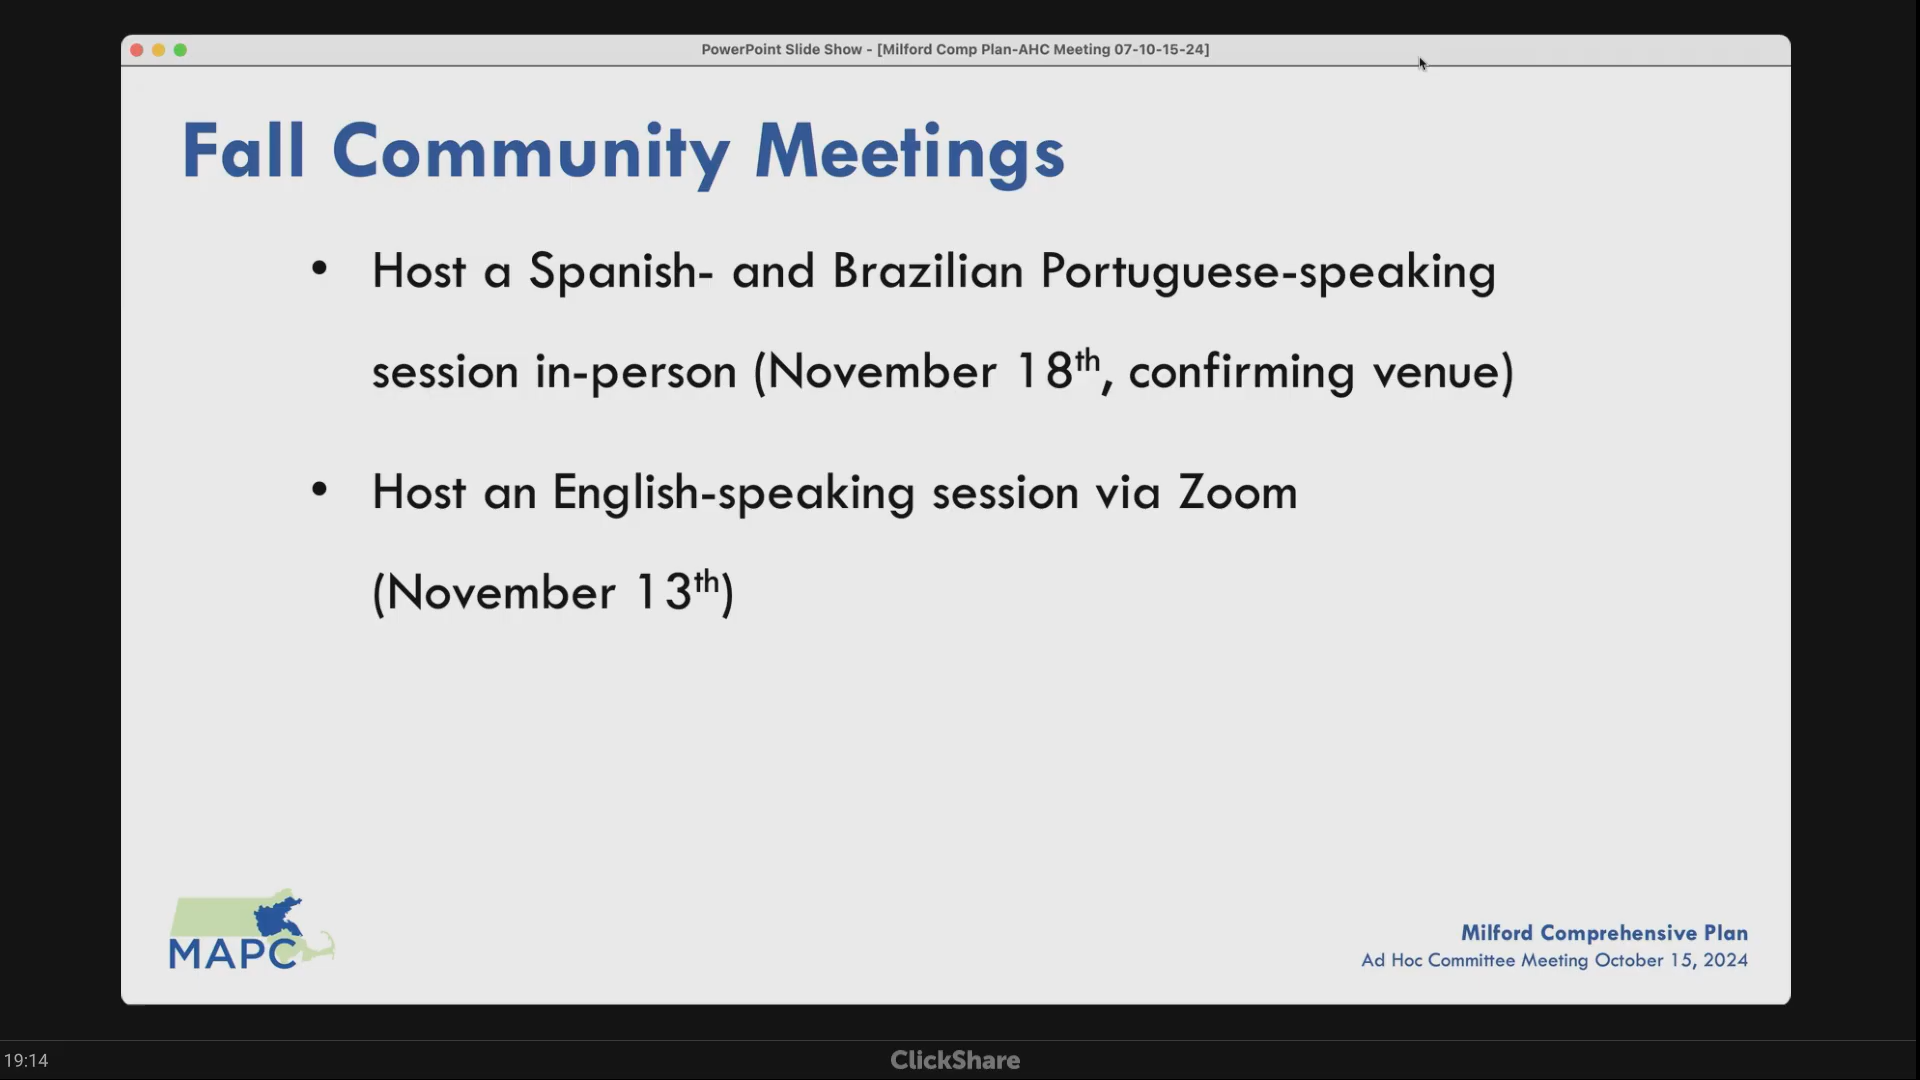 PowerPoint Slide Show - [Milford Comp Plan-AHC Meeting 07-10-15-24]
Fall Community Meetings
• Host a Spanish- and Brazilian Portuguese-speaking
session in-person (November 18th, confirming venue)
• Host an English-speaking session via Zoom
(November 13th)
MAPC
Milford Comprehensive Plan
Ad Hoc Committee Meeting October 15, 2024
19:14
ClickShare